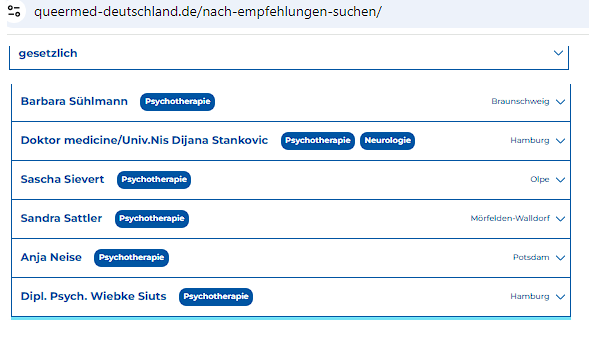 queermed-deutschland.de/nach-empfehlungen-suchen/
gesetzlich
Barbara Sühlmann Psychotherapie Braunschweig
Doktor medicine/Univ.Nis Dijana Stankovic Psychotherapie Neurologie Hamburg
Sascha Sievert Psychotherapie Olpe
Sandra Sattler Psychotherapie Mörfelden-Walldorf
Anja Neise Psychotherapie Potsdam
Dipl. Psych. Wiebke Siuts Psychotherapie Hamburg